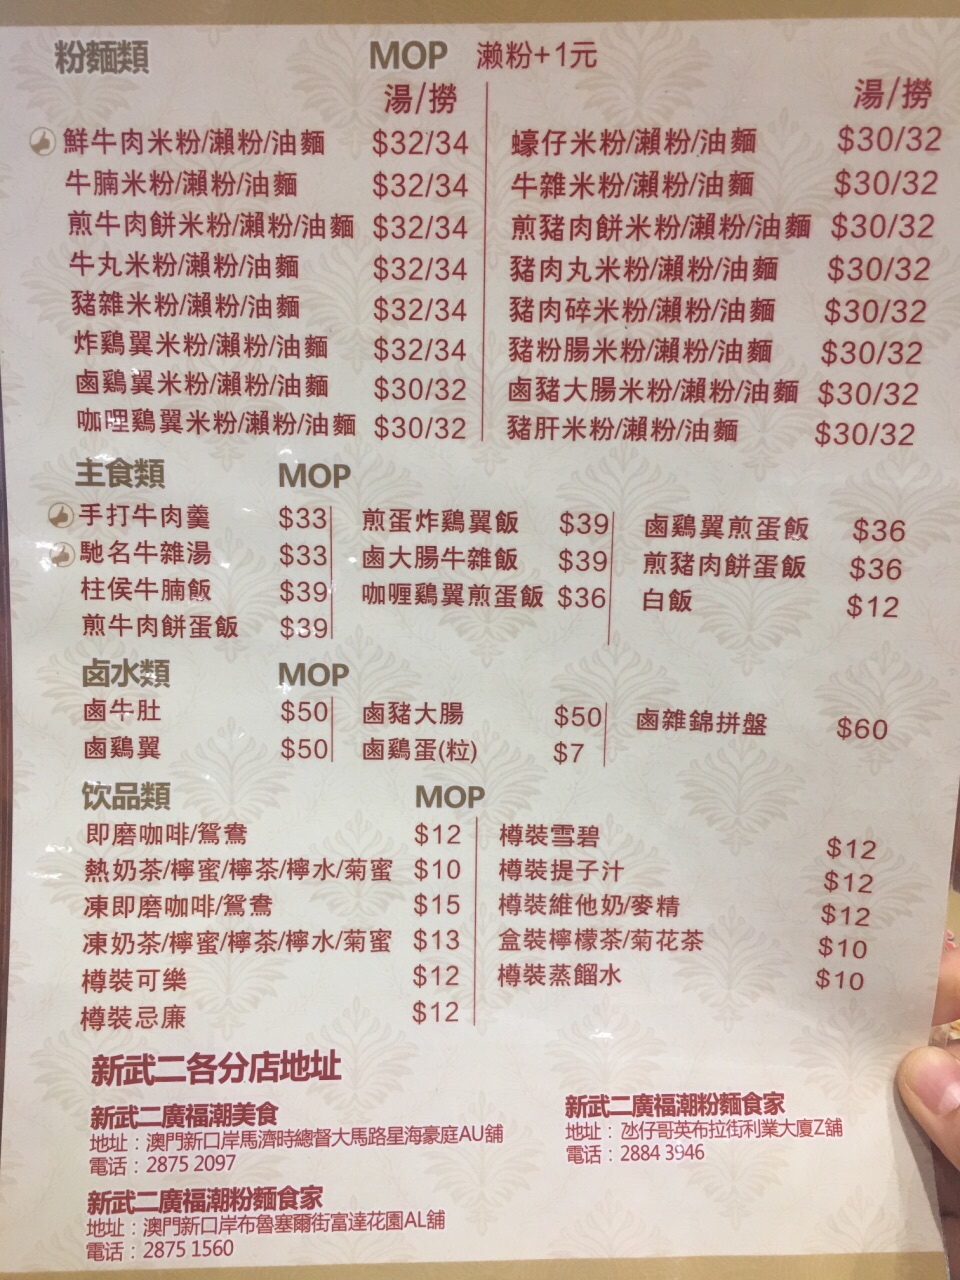 粉麵類 MOP 濑粉+1元
湯/撈 湯/撈
鮮牛肉米粉/瀨粉/油麵 $32/34 蠔仔米粉/瀨粉/油麵 $30/32
牛腩米粉/瀨粉/油麵 $32/34 牛雜米粉/瀨粉/油麵 $30/32
煎牛肉餅米粉/瀨粉/油麵 $32/34 煎豬肉餅米粉/瀨粉/油麵 $30/32
牛丸米粉/瀨粉/油麵 $32/34 豬肉丸米粉/瀨粉/油麵 $30/32
豬雜米粉/瀨粉/油麵 $32/34 豬肉碎米粉/瀨粉/油麵 $30/32
炸鷄翼米粉/瀨粉/油麵 $32/34 豬粉腸米粉/瀨粉/油麵 $30/32
鹵鷄翼米粉/瀨粉/油麵 $30/32 鹵豬大腸米粉/瀨粉/油麵 $30/32
咖哩鷄翼米粉/瀨粉/油麵 $30/32 豬肝米粉/瀨粉/油麵 $30/32
主食類 MOP
手打牛肉羹 $33 煎蛋炸鷄翼飯 $39 鹵鷄翼煎蛋飯 $36
馳名牛雜湯 $33 鹵大腸牛雜飯 $39 煎豬肉餅蛋飯 $36
柱侯牛腩飯 $39 咖喱鷄翼煎蛋飯 $36 白飯 $12
煎牛肉餅蛋飯 $39
卤水類 MOP
鹵牛肚 $50 鹵豬大腸 $50 鹵雜錦拼盤 $60
鹵鷄翼 $50 鹵鷄蛋(粒) $7
饮品類 MOP
即磨咖啡/鴛鴦 $12 樽裝雪碧 $12
熱奶茶/檸蜜/檸茶/檸水/菊蜜 $10 樽裝提子汁 $12
凍即磨咖啡/鴛鴦 $15 樽裝維他奶/麥精 $12
凍奶茶/檸蜜/檸茶/檸水/菊蜜 $13 盒裝檸檬茶/菊花茶 $10
樽裝可樂 $12 樽裝蒸餾水 $10
樽裝忌廉 $12
新武二各分店地址
新武二廣福潮美食
地址：澳門新口岸馬濟時總督大馬路星海豪庭AU舖
電话：2875 2097
新武二廣福潮粉麵食家
地址：氹仔哥英布拉街利業大廈Z舖
電话：2884 3946
新武二廣福潮粉麵食家
地址：澳門新口岸布魯塞爾街富達花園AL舖
電话：2875 1560